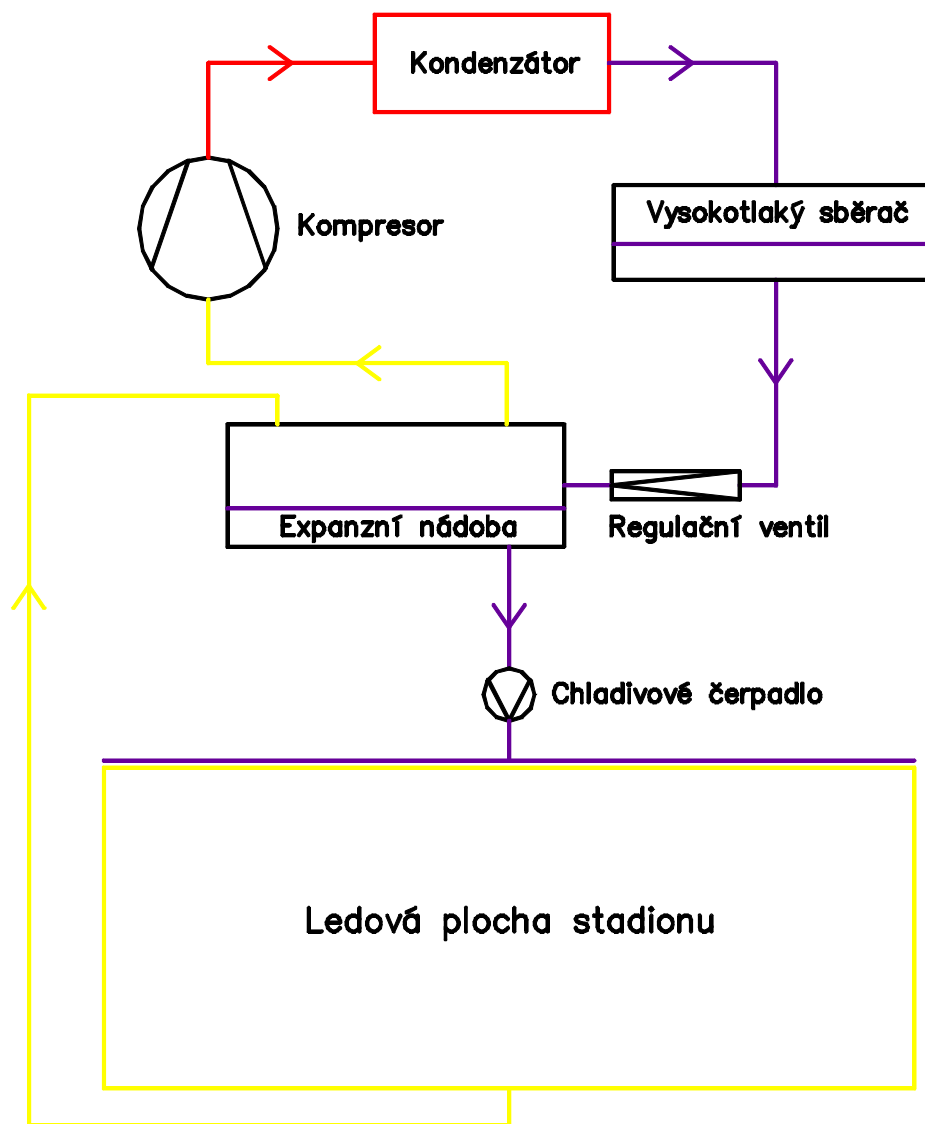 Kondenzátor
Vysokotlaký sběrač
Kompresor
Expanzní nádoba
Regulační ventil
Chladivové čerpadlo
Ledová plocha stadionu